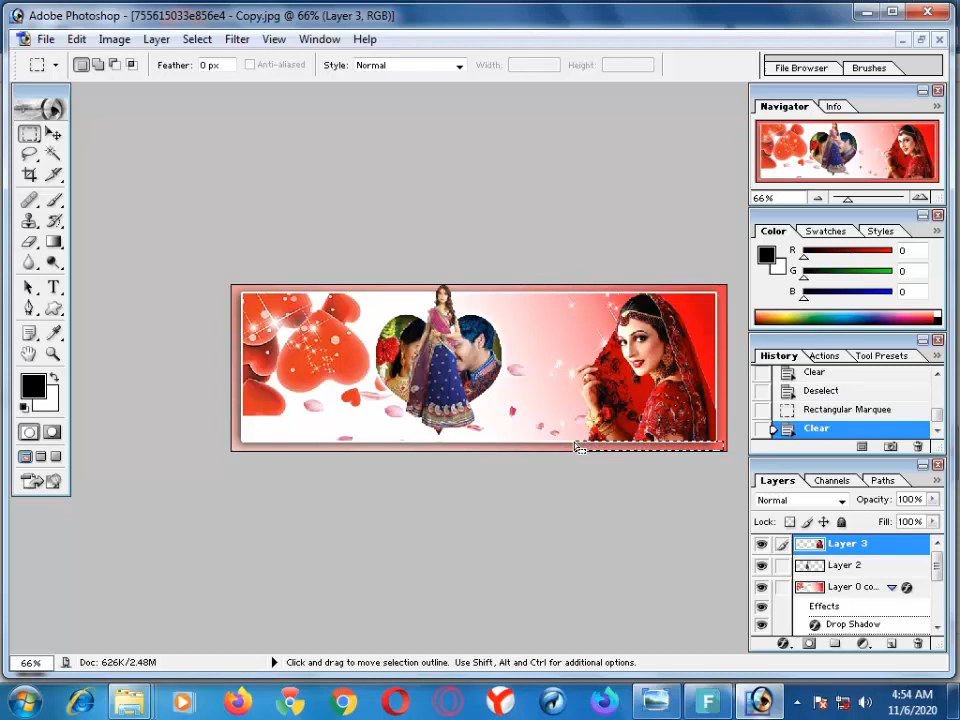 Adobe Photoshop - [755615033e856e4 - Copy.jpg @ 66% (Layer 3, RGB)]
File Edit Image Layer Select Filter View Window Help
Feather: 0 px Anti-aliased Style: Normal Width: Height: File Browser Brushes
Navigator Info
66%
Color Swatches Styles
R 0
G 0
B 0
History Actions Tool Presets
Clear
Deselect
Rectangular Marquee
Clear
Layers Channels Paths
Normal Opacity: 100%
Lock: Fill: 100%
Layer 3
Layer 2
Layer 0 co...
Effects
Drop Shadow
66% Doc: 626K/2.48M Click and drag to move selection outline. Use Shift, Alt and Ctrl for additional options.
4:54 AM
11/6/2020